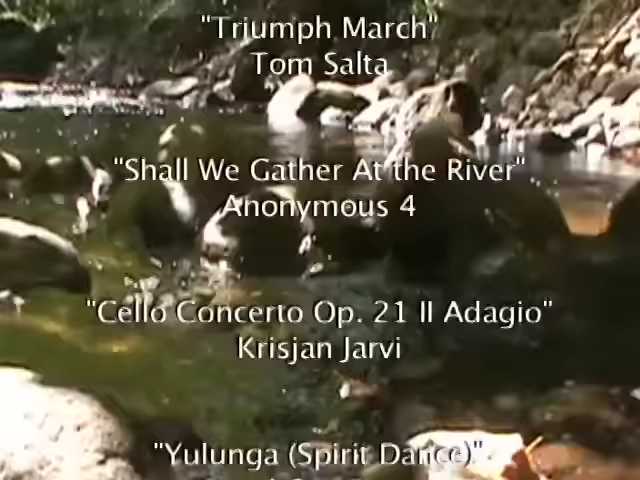 "Triumph March"
Tom Salta
"Shall We Gather At the River"
Anonymous 4
"Cello Concerto Op. 21 II Adagio"
Krisjan Jarvi
"Yulunga (Spirit Dance)"